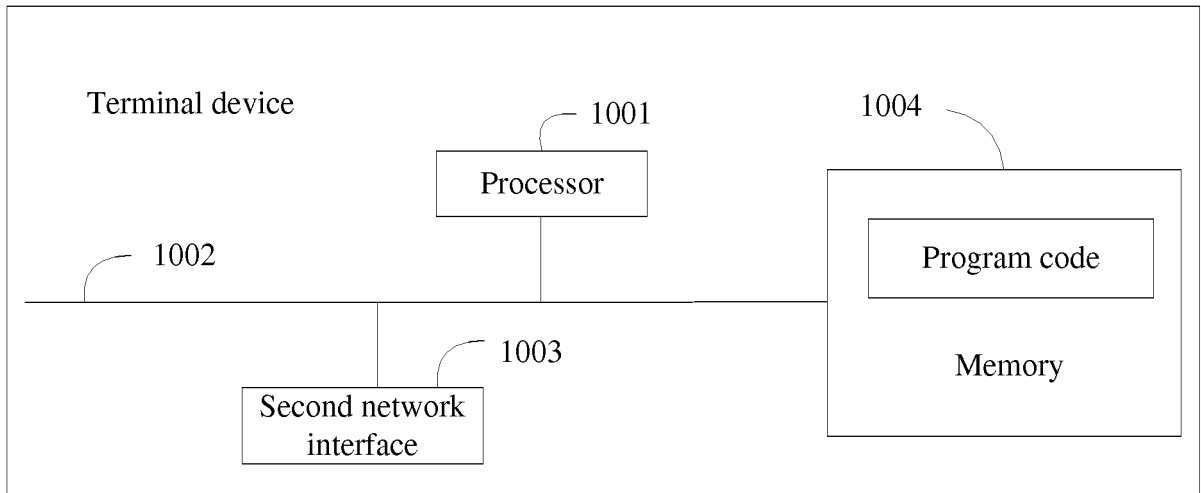 Terminal device
1001
1004
Processor
Program code
1002
1003
Memory
Second network
interface